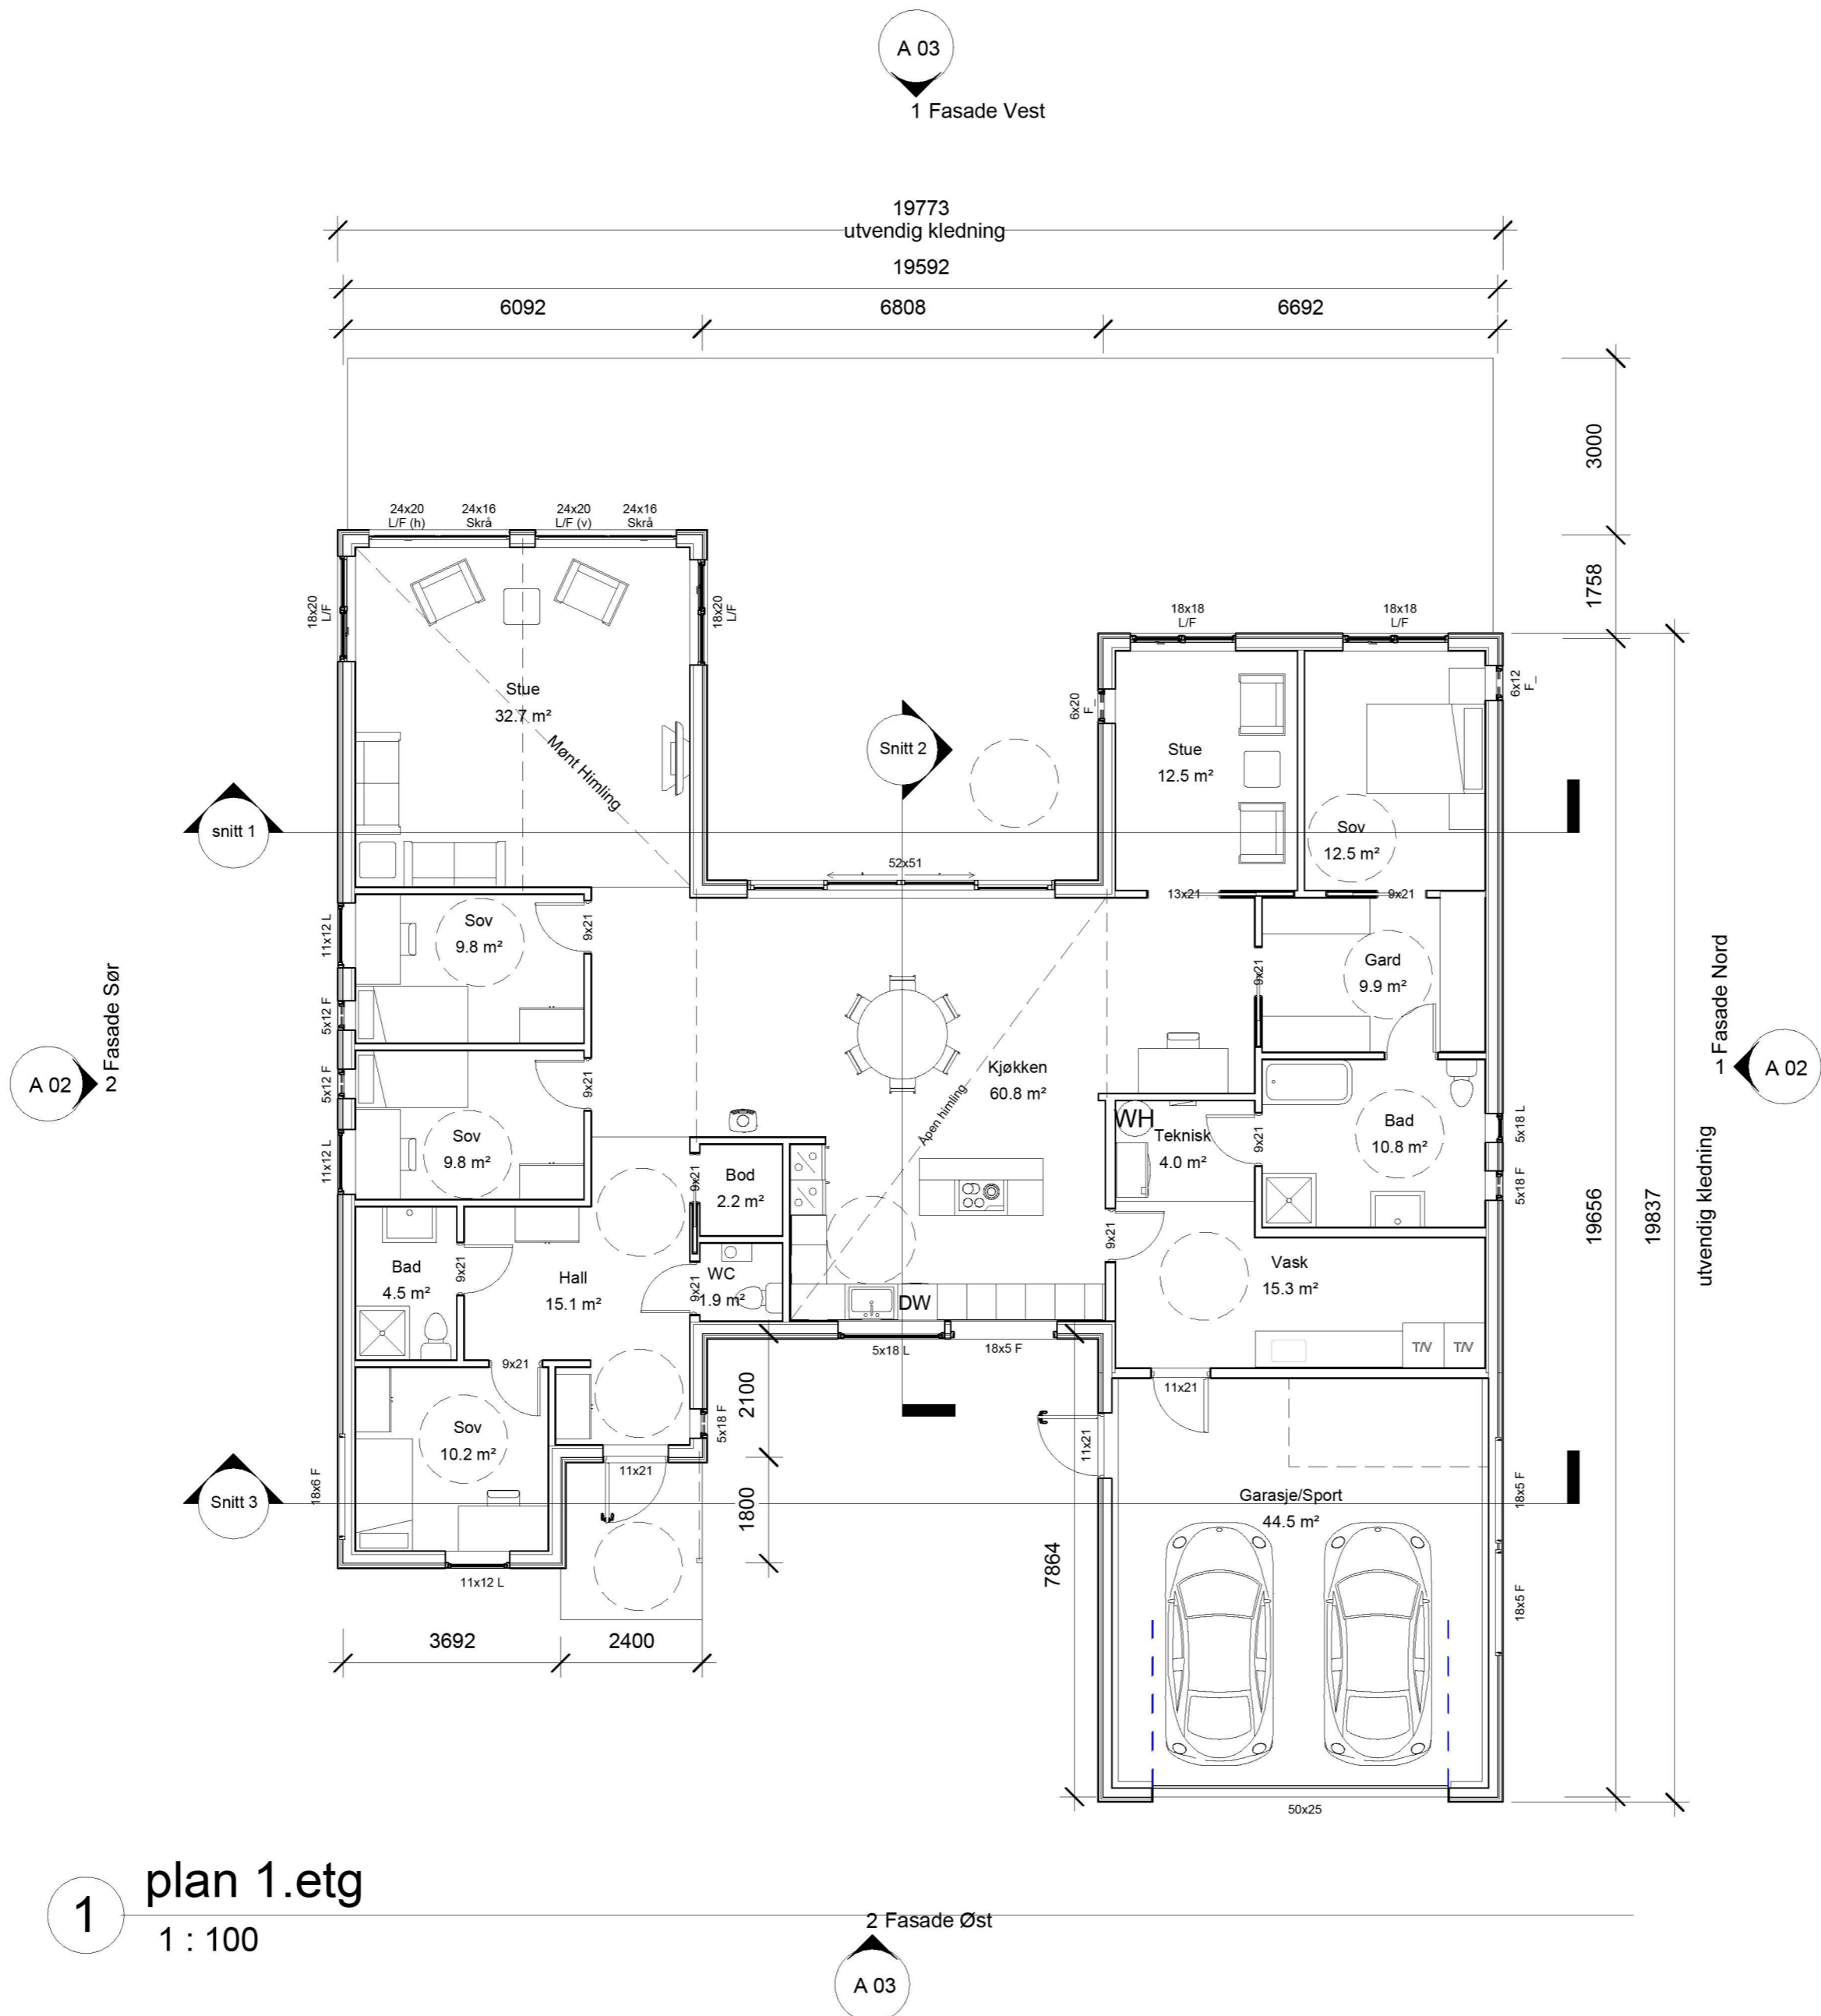 A 03
1 Fasade Vest
19773
utvendig kledning
19592
6092
6808
6692
3000
1758
24x20
L/F (h)
24x16
Skrå
24x20
L/F (v)
24x16
Skrå
18x20
L/F
18x20
L/F
18x18
L/F
18x18
L/F
6x20
F_
6x12
F_
Stue
32.7 m²
Mønt Himling
Snitt 2
Stue
12.5 m²
snitt 1
Sov
12.5 m²
52x51
13x21
9x21
11x12 L
Sov
9.8 m²
9x21
Gard
9.9 m²
9x21
5x12 F
2 Fasade Sør
A 02
1 Fasade Nord
A 02
5x12 F
9x21
Kjøkken
60.8 m²
Åpen himling
WH
Teknisk
4.0 m²
9x21
Bad
10.8 m²
5x18 L
5x18 F
11x12 L
Sov
9.8 m²
Bod
2.2 m²
9x21
19656
19837
utvendig kledning
Bad
4.5 m²
9x21
Hall
15.1 m²
9x21
WC
1.9 m²
DW
9x21
Vask
15.3 m²
T/V
T/V
5x18 L
18x5 F
9x21
11x21
2100
5x18 F
11x21
Sov
10.2 m²
11x21
18x6 F
Snitt 3
1800
7864
Garasje/Sport
44.5 m²
18x5 F
18x5 F
11x12 L
3692
2400
50x25
1
plan 1.etg
1 : 100
2 Fasade Øst
A 03